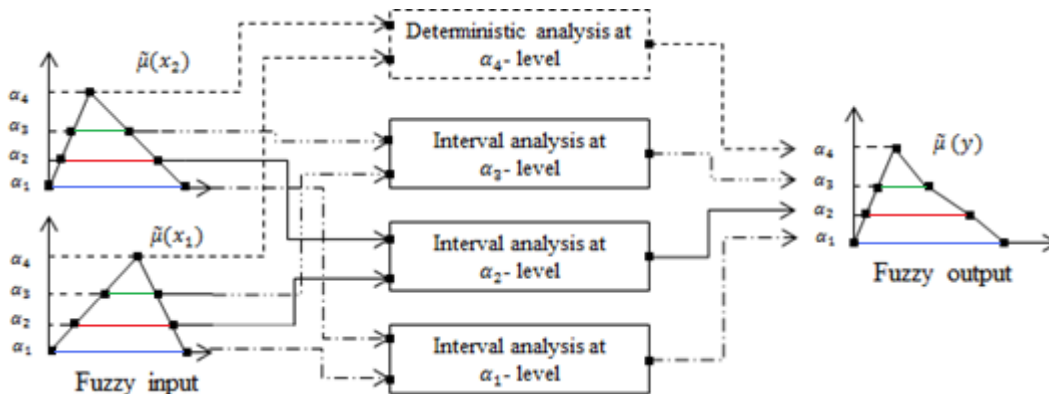 μ̃(x₂)
α₄
α₃
α₂
α₁
μ̃(x₁)
α₄
α₃
α₂
α₁
Fuzzy input
Deterministic analysis at
α₄- level
Interval analysis at
α₃- level
Interval analysis at
α₂- level
Interval analysis at
α₁- level
μ̃ (y)
α₄
α₃
α₂
α₁
Fuzzy output